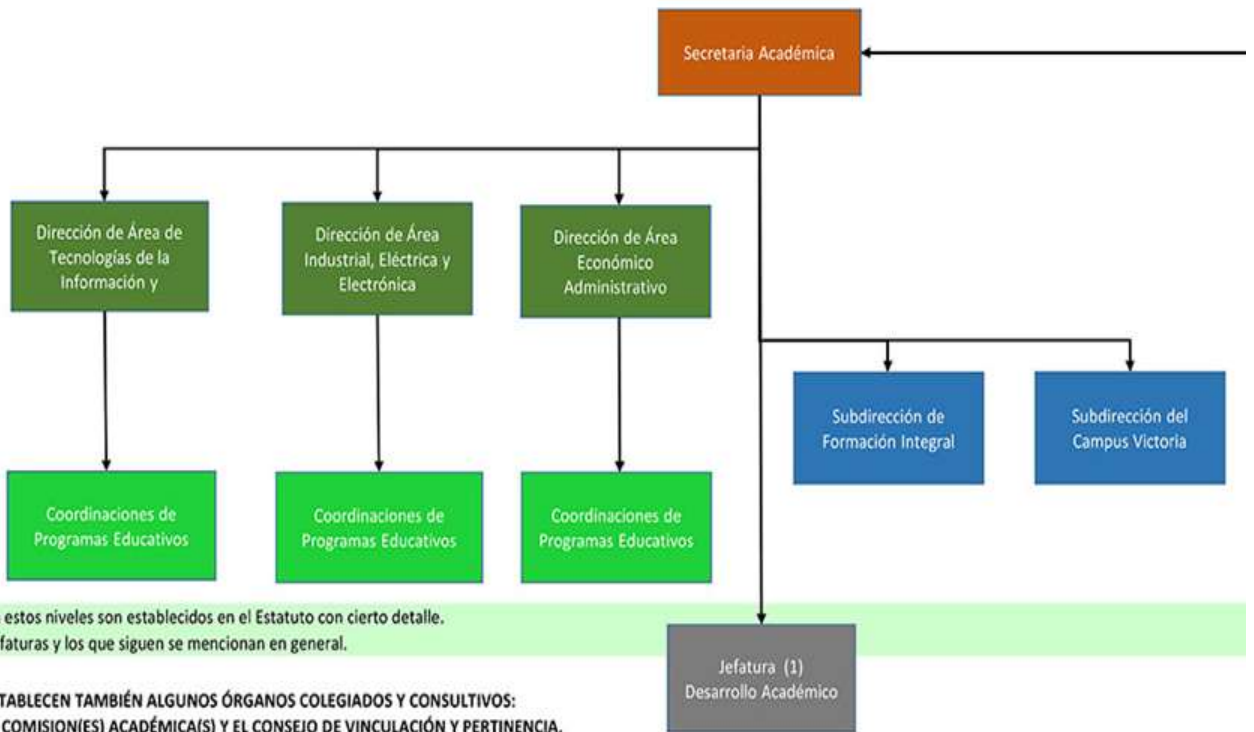 Secretaria Académica
Dirección de Área de
Tecnologías de la
Información y
Dirección de Área
Industrial, Eléctrica y
Electrónica
Dirección de Área
Económico
Administrativo
Subdirección de
Formación Integral
Subdirección del
Campus Victoria
Coordinaciones de
Programas Educativos
Coordinaciones de
Programas Educativos
Coordinaciones de
Programas Educativos
estos niveles son establecidos en el Estatuto con cierto detalle.
faturas y los que siguen se mencionan en general.
Jefatura (1)
Desarrollo Académico
TABLECEN TAMBIÉN ALGUNOS ÓRGANOS COLEGIADOS Y CONSULTIVOS:
COMISION(ES) ACADÉMICA(S) Y EL CONSEJO DE VINCULACIÓN Y PERTINENCIA.